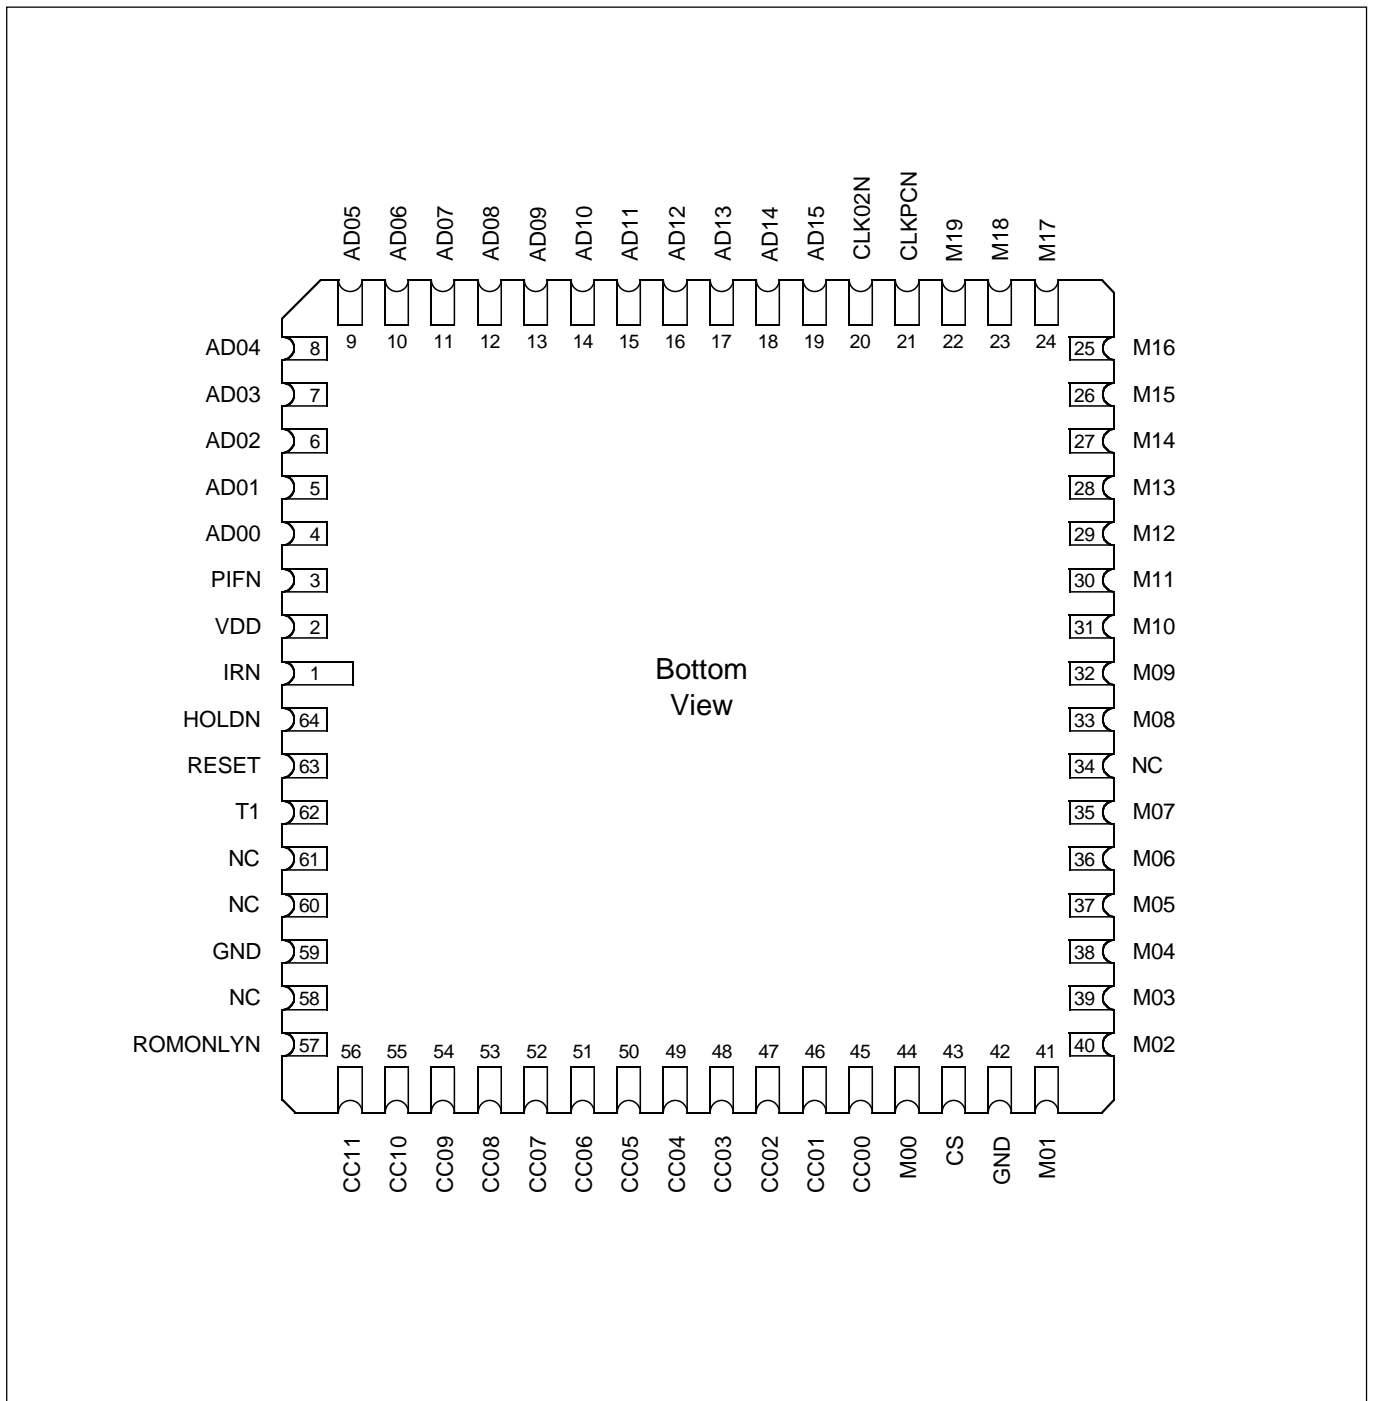 AD05 AD06 AD07 AD08 AD09 AD10 AD11 AD12 AD13 AD14 AD15 CLK02N CLKPCN M19 M18 M17
9 10 11 12 13 14 15 16 17 18 19 20 21 22 23 24
AD04 8 25 M16
AD03 7 26 M15
AD02 6 27 M14
AD01 5 28 M13
AD00 4 29 M12
PIFN 3 30 M11
VDD 2 31 M10
IRN 1 32 M09
Bottom
View
HOLDN 64 33 M08
RESET 63 34 NC
T1 62 35 M07
NC 61 36 M06
NC 60 37 M05
GND 59 38 M04
NC 58 39 M03
ROMONLYN 57 40 M02
56 55 54 53 52 51 50 49 48 47 46 45 44 43 42 41
CC11 CC10 CC09 CC08 CC07 CC06 CC05 CC04 CC03 CC02 CC01 CC00 M00 CS GND M01